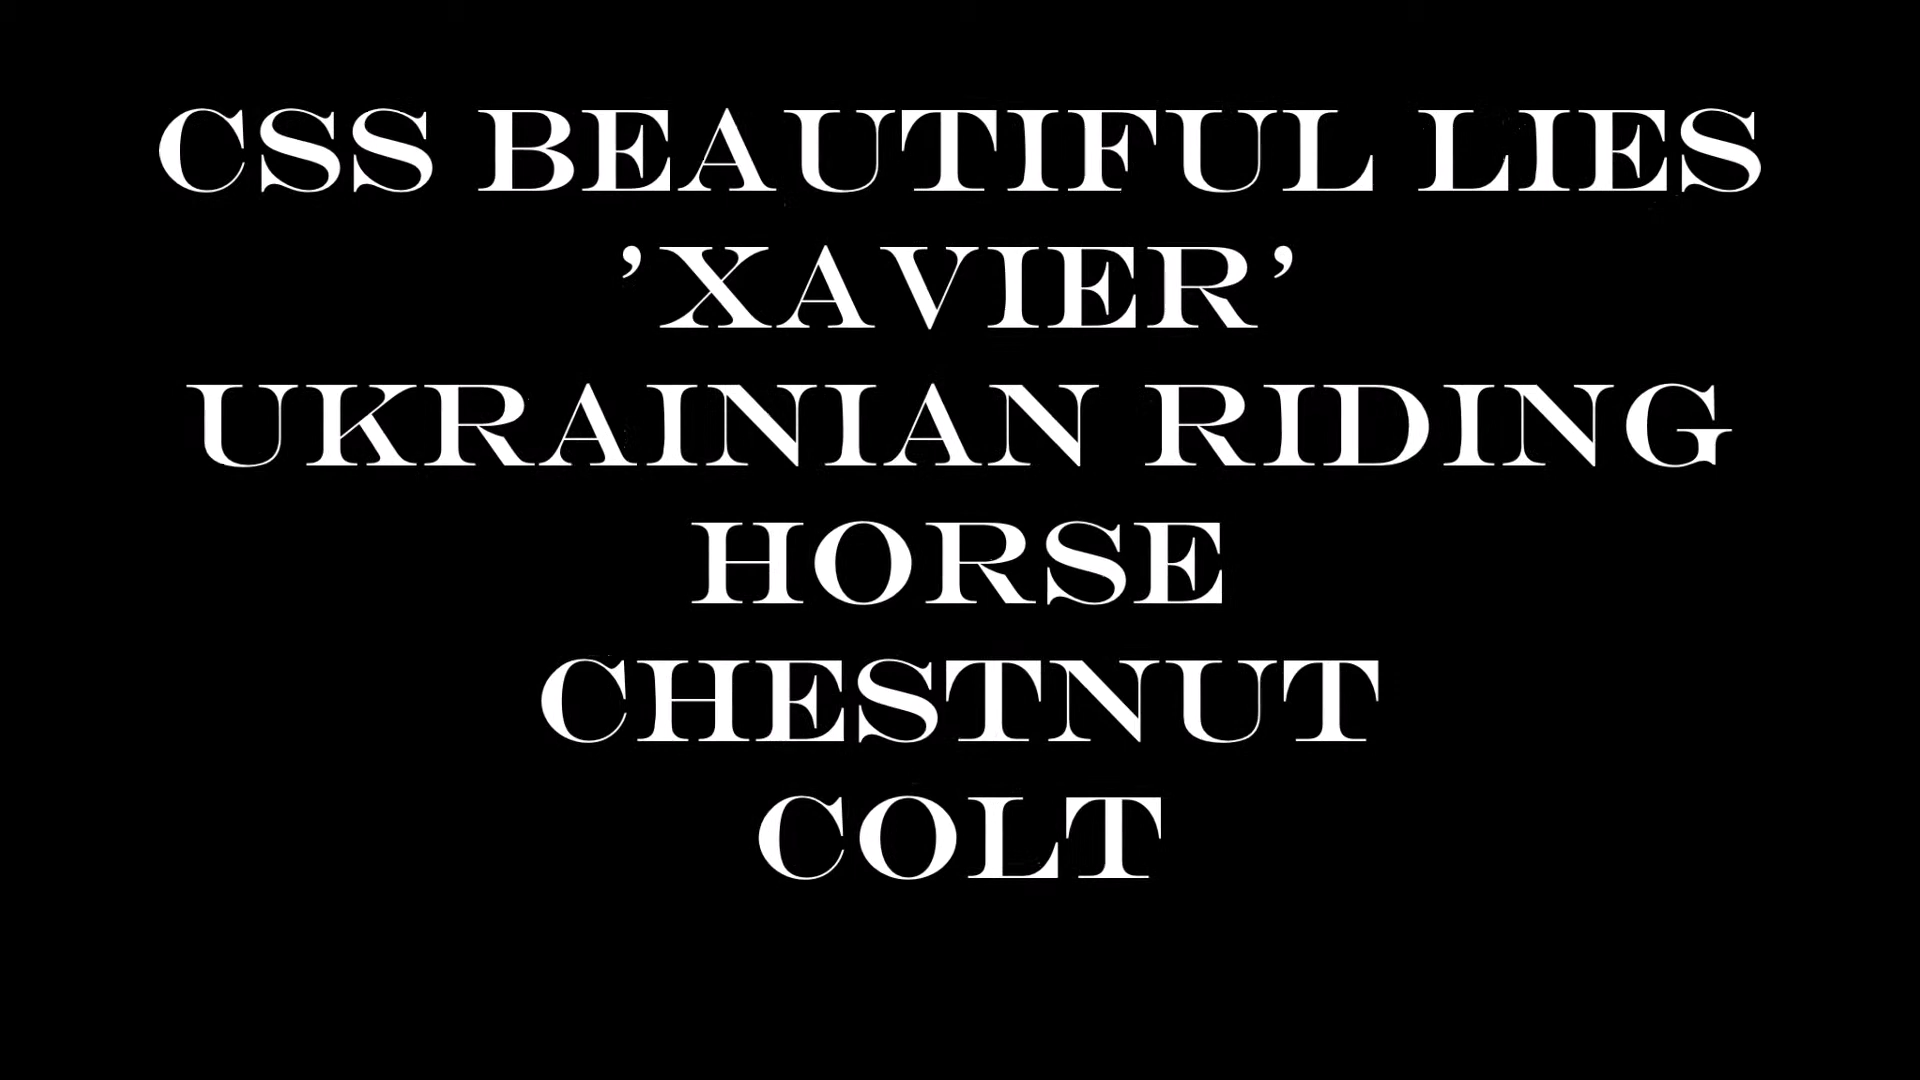 CSS BEAUTIFUL LIES
’XAVIER’
UKRAINIAN RIDING
HORSE
CHESTNUT
COLT